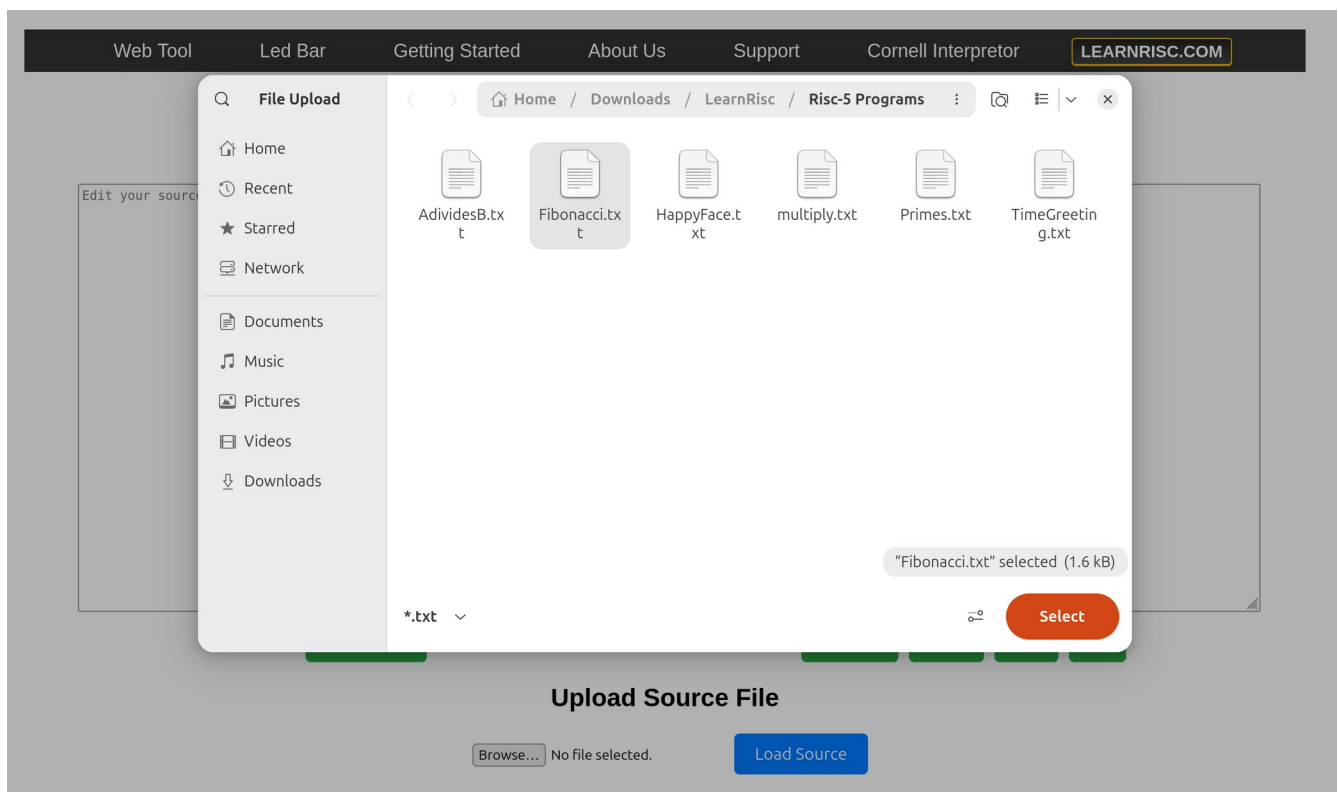 Web Tool Led Bar Getting Started About Us Support Cornell Interpretor LEARNRISC.COM
File Upload
Home / Downloads / LearnRisc / Risc-5 Programs
Home
Recent
Starred
Network
Documents
Music
Pictures
Videos
Downloads
Edit your source
AdividesB.tx
t
Fibonacci.tx
t
HappyFace.t
xt
multiply.txt
Primes.txt
TimeGreetin
g.txt
“Fibonacci.txt” selected (1.6 kB)
*.txt
Select
Upload Source File
Browse... No file selected.
Load Source